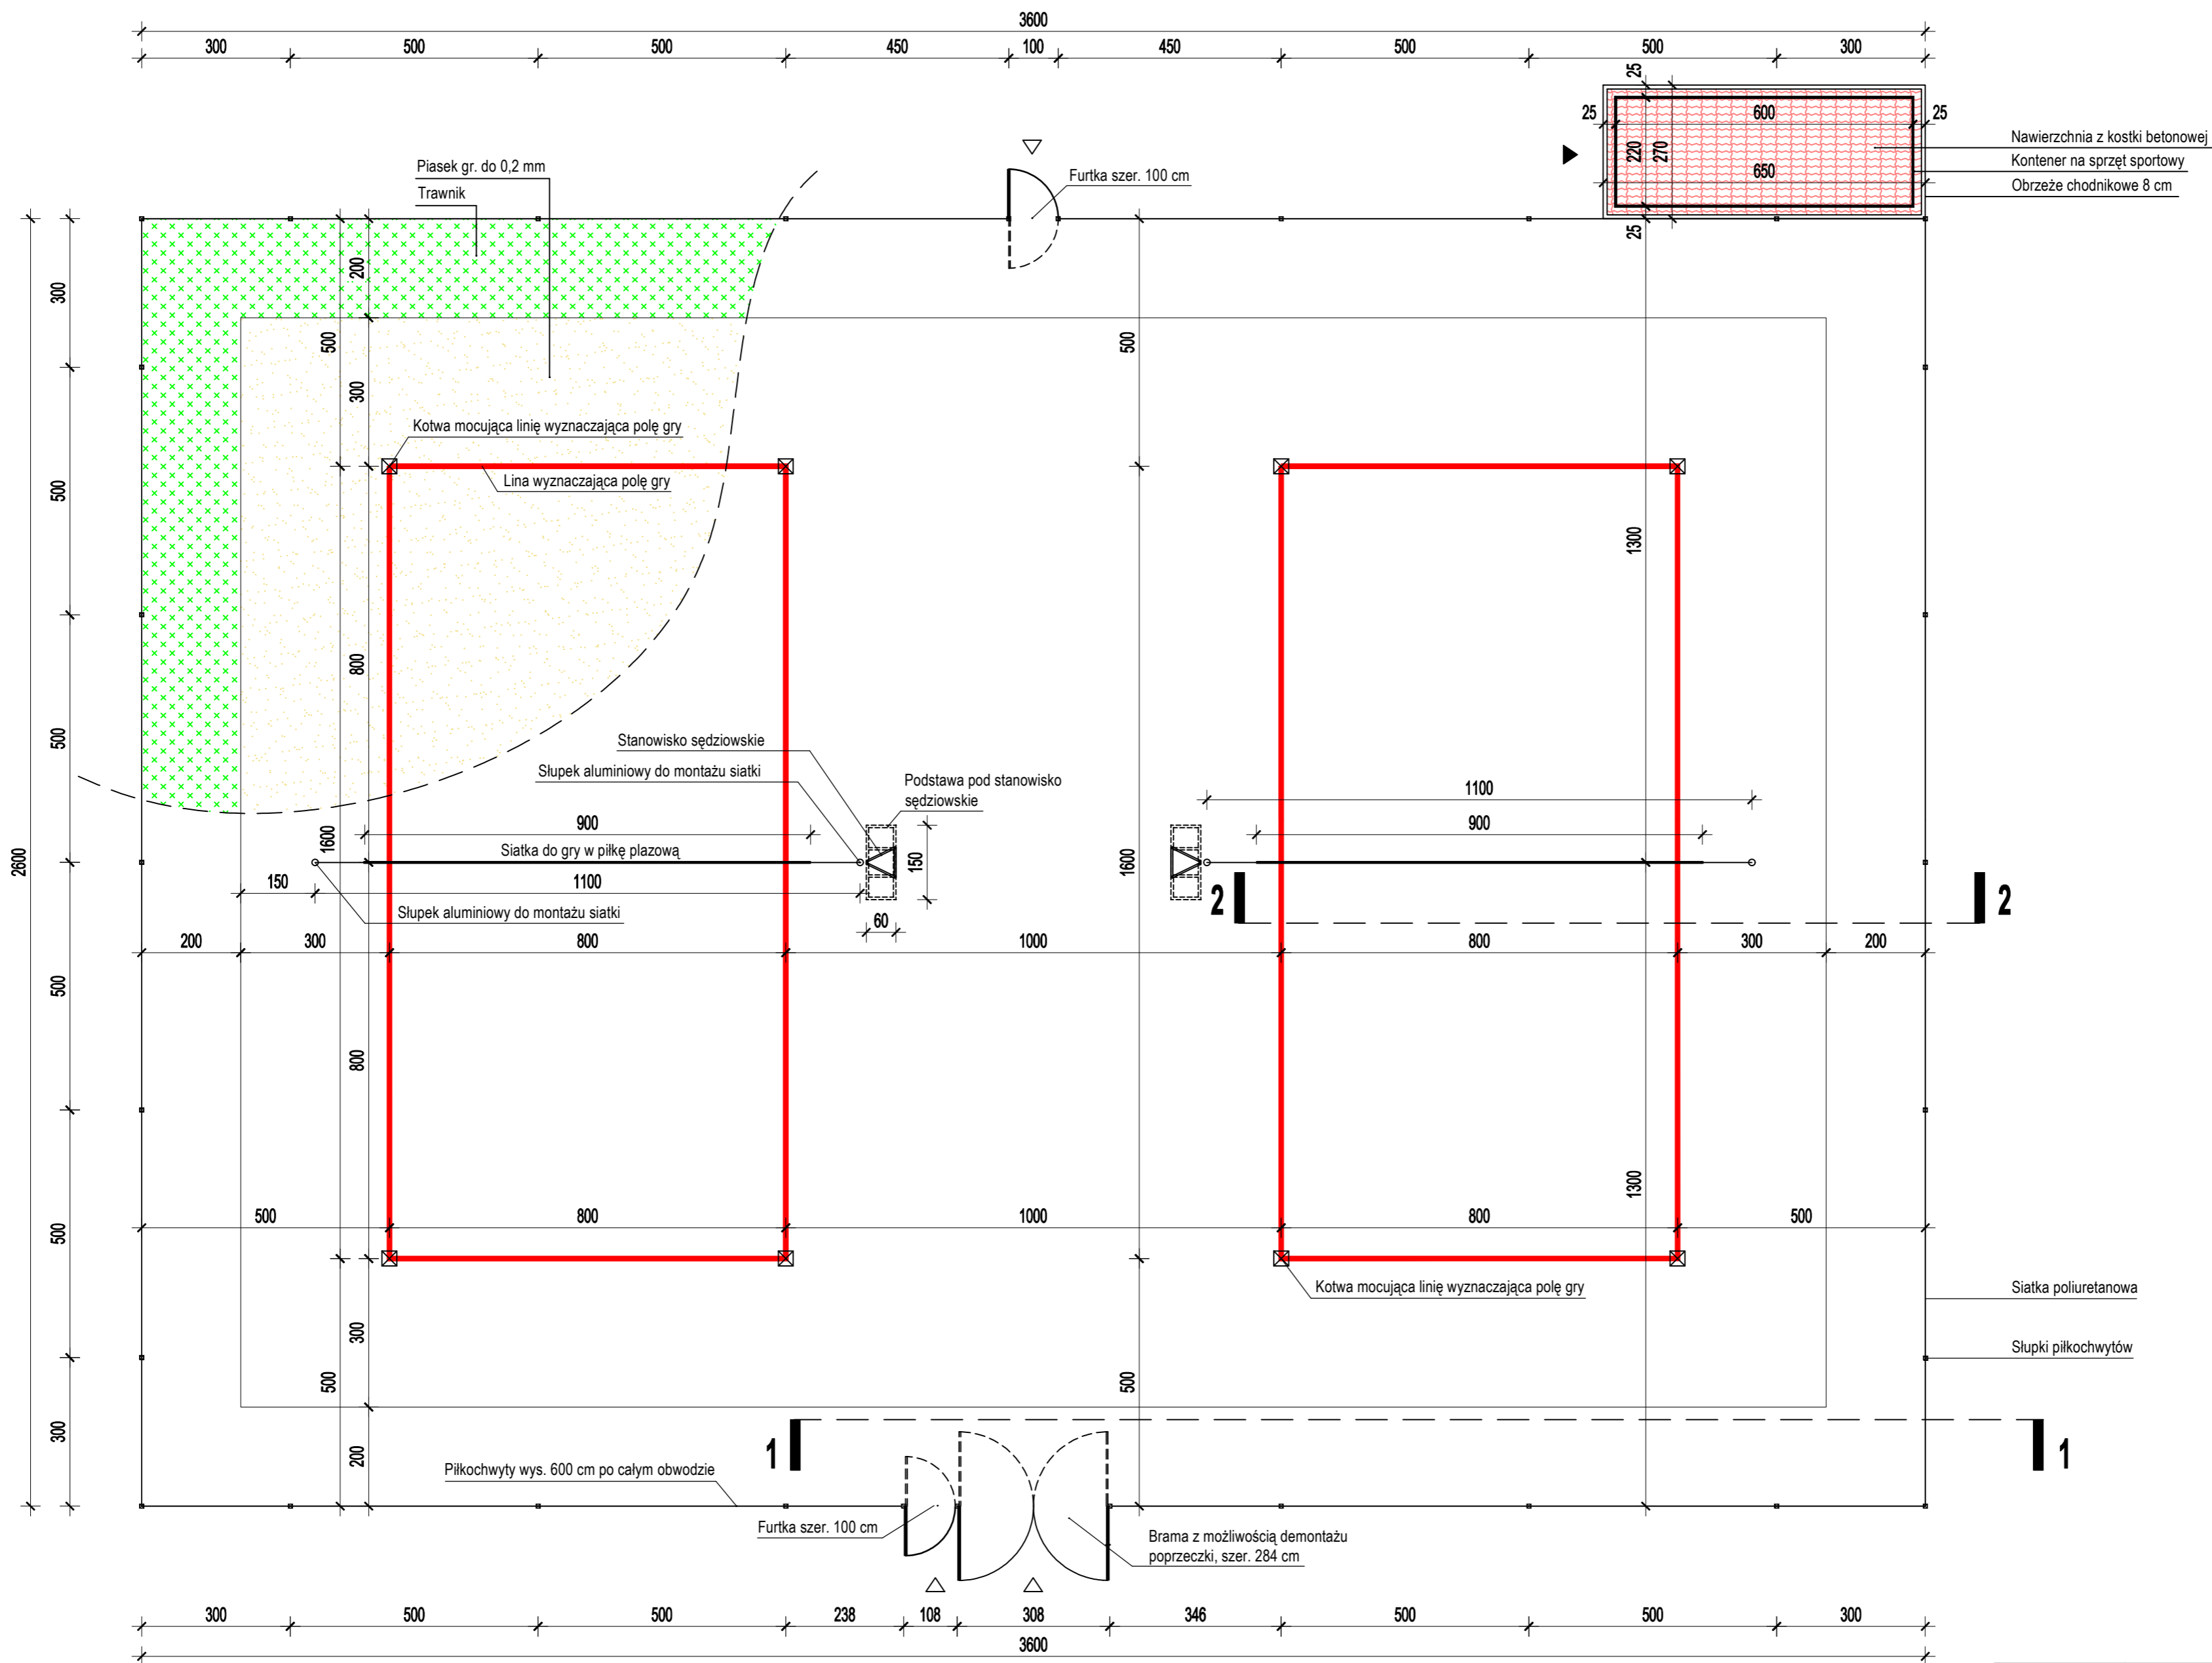 3600
300 500 500 450 100 450 500 500 300
25
25 600 25
220 270
650
25
Nawierzchnia z kostki betonowej
Kontener na sprzęt sportowy
Obrzeże chodnikowe 8 cm
Piasek gr. do 0,2 mm
Trawnik
Furtka szer. 100 cm
300
200
500
500
300
Kotwa mocująca linię wyznaczająca polę gry
Lina wyznaczająca polę gry
500
1300
800
500
Stanowisko sędziowskie
Słupek aluminiowy do montażu siatki
Podstawa pod stanowisko
sędziowskie
1100
900
900
1600
Siatka do gry w piłkę plazową
150
1600
2600
150 1100
Słupek aluminiowy do montażu siatki
60
2 2
200 300 800 1000 800 300 200
500
800
1300
500
500 800 1000 800 500
Kotwa mocująca linię wyznaczająca polę gry
Siatka poliuretanowa
300
Słupki piłkochwytów
500
500
300
200
1 1
Piłkochwyty wys. 600 cm po całym obwodzie
Furtka szer. 100 cm
Brama z możliwością demontażu
poprzeczki, szer. 284 cm
300 500 500 238 108 308 346 500 500 300
3600